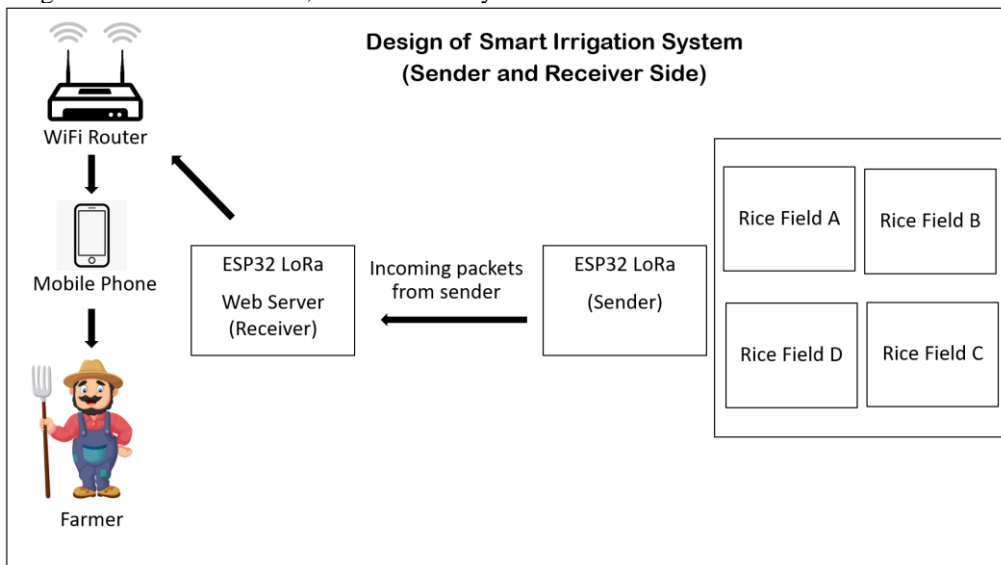 Design of Smart Irrigation System
(Sender and Receiver Side)
WiFi Router
Mobile Phone
Farmer
ESP32 LoRa
Web Server
(Receiver)
Incoming packets
from sender
ESP32 LoRa
(Sender)
Rice Field A
Rice Field B
Rice Field D
Rice Field C